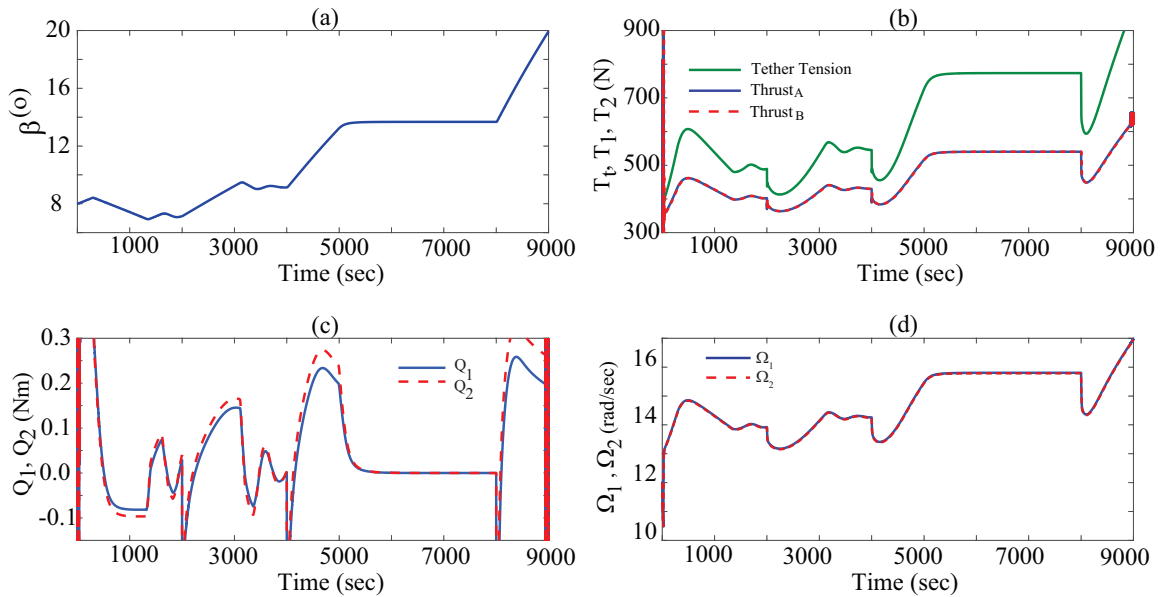 (a)
20
16
12
8
β(o)
1000 3000 5000 7000 9000
Time (sec)
(b)
900
700
500
300
Tt, T1, T2 (N)
Tether Tension
ThrustA
ThrustB
1000 3000 5000 7000 9000
Time (sec)
(c)
0.3
0.2
0.1
0.0
-0.1
Q1, Q2 (Nm)
Q1
Q2
1000 3000 5000 7000 9000
Time (sec)
(d)
16
14
12
10
Ω1, Ω2 (rad/sec)
Ω1
Ω2
1000 3000 5000 7000 9000
Time (sec)